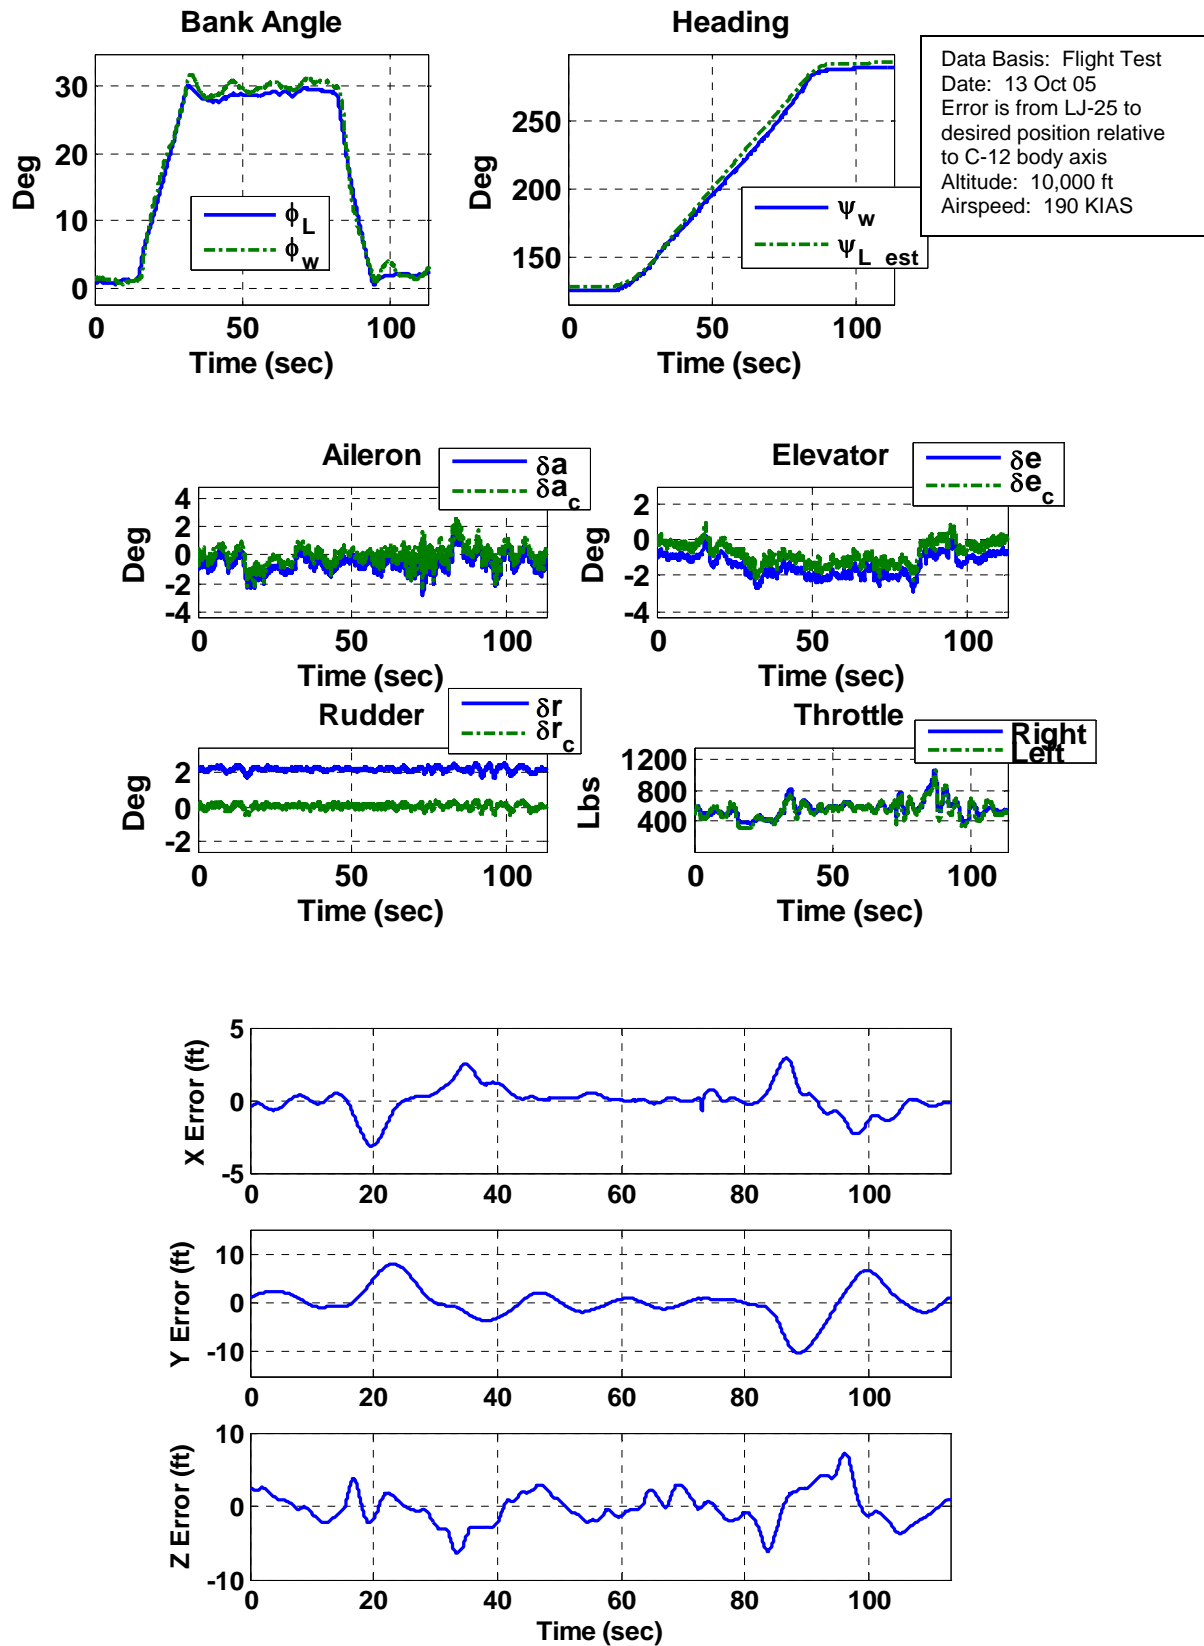 Bank Angle
30
20
10
0
Deg
ϕL
ϕw
0 50 100
Time (sec)
Heading
250
200
150
Deg
ψw
ψL est
0 50 100
Time (sec)
Data Basis: Flight Test
Date: 13 Oct 05
Error is from LJ-25 to
desired position relative
to C-12 body axis
Altitude: 10,000 ft
Airspeed: 190 KIAS
Aileron
δa
δac
4
2
0
-2
-4
Deg
0 50 100
Time (sec)
Elevator
δe
δec
2
0
-2
-4
Deg
0 50 100
Time (sec)
Rudder
δr
δrc
2
0
-2
Deg
0 50 100
Time (sec)
Throttle
Right
Left
1200
800
400
Lbs
0 50 100
Time (sec)
X Error (ft)
5
0
-5
0 20 40 60 80 100
Y Error (ft)
10
0
-10
0 20 40 60 80 100
Z Error (ft)
10
0
-10
0 20 40 60 80 100
Time (sec)